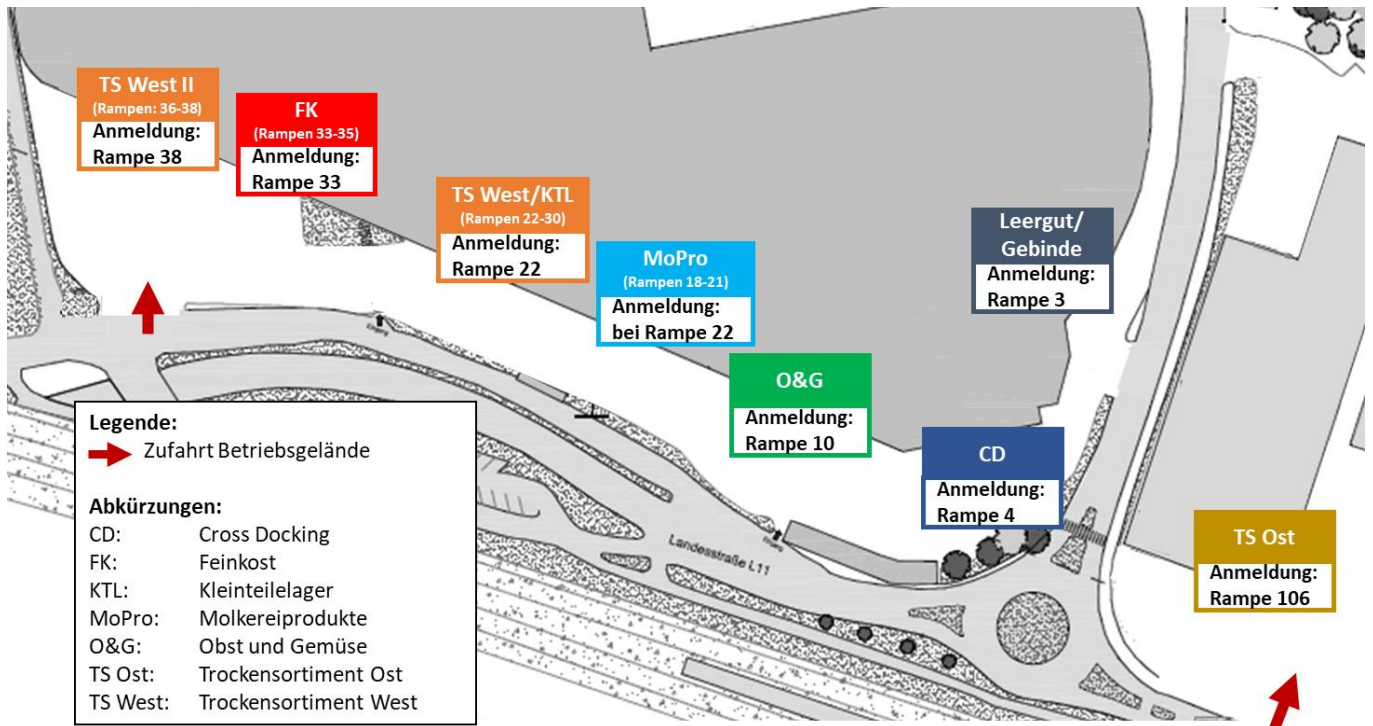 TS West II
(Rampen: 36-38)
Anmeldung:
Rampe 38
FK
(Rampen 33-35)
Anmeldung:
Rampe 33
TS West/KTL
(Rampen 22-30)
Anmeldung:
Rampe 22
MoPro
(Rampen 18-21)
Anmeldung:
bei Rampe 22
Leergut/
Gebinde
Anmeldung:
Rampe 3
O&G
Anmeldung:
Rampe 10
CD
Anmeldung:
Rampe 4
TS Ost
Anmeldung:
Rampe 106
Landesstraße L11
Legende:
Zufahrt Betriebsgelände
Abkürzungen:
CD: Cross Docking
FK: Feinkost
KTL: Kleinteilelager
MoPro: Molkereiprodukte
O&G: Obst und Gemüse
TS Ost: Trockensortiment Ost
TS West: Trockensortiment West